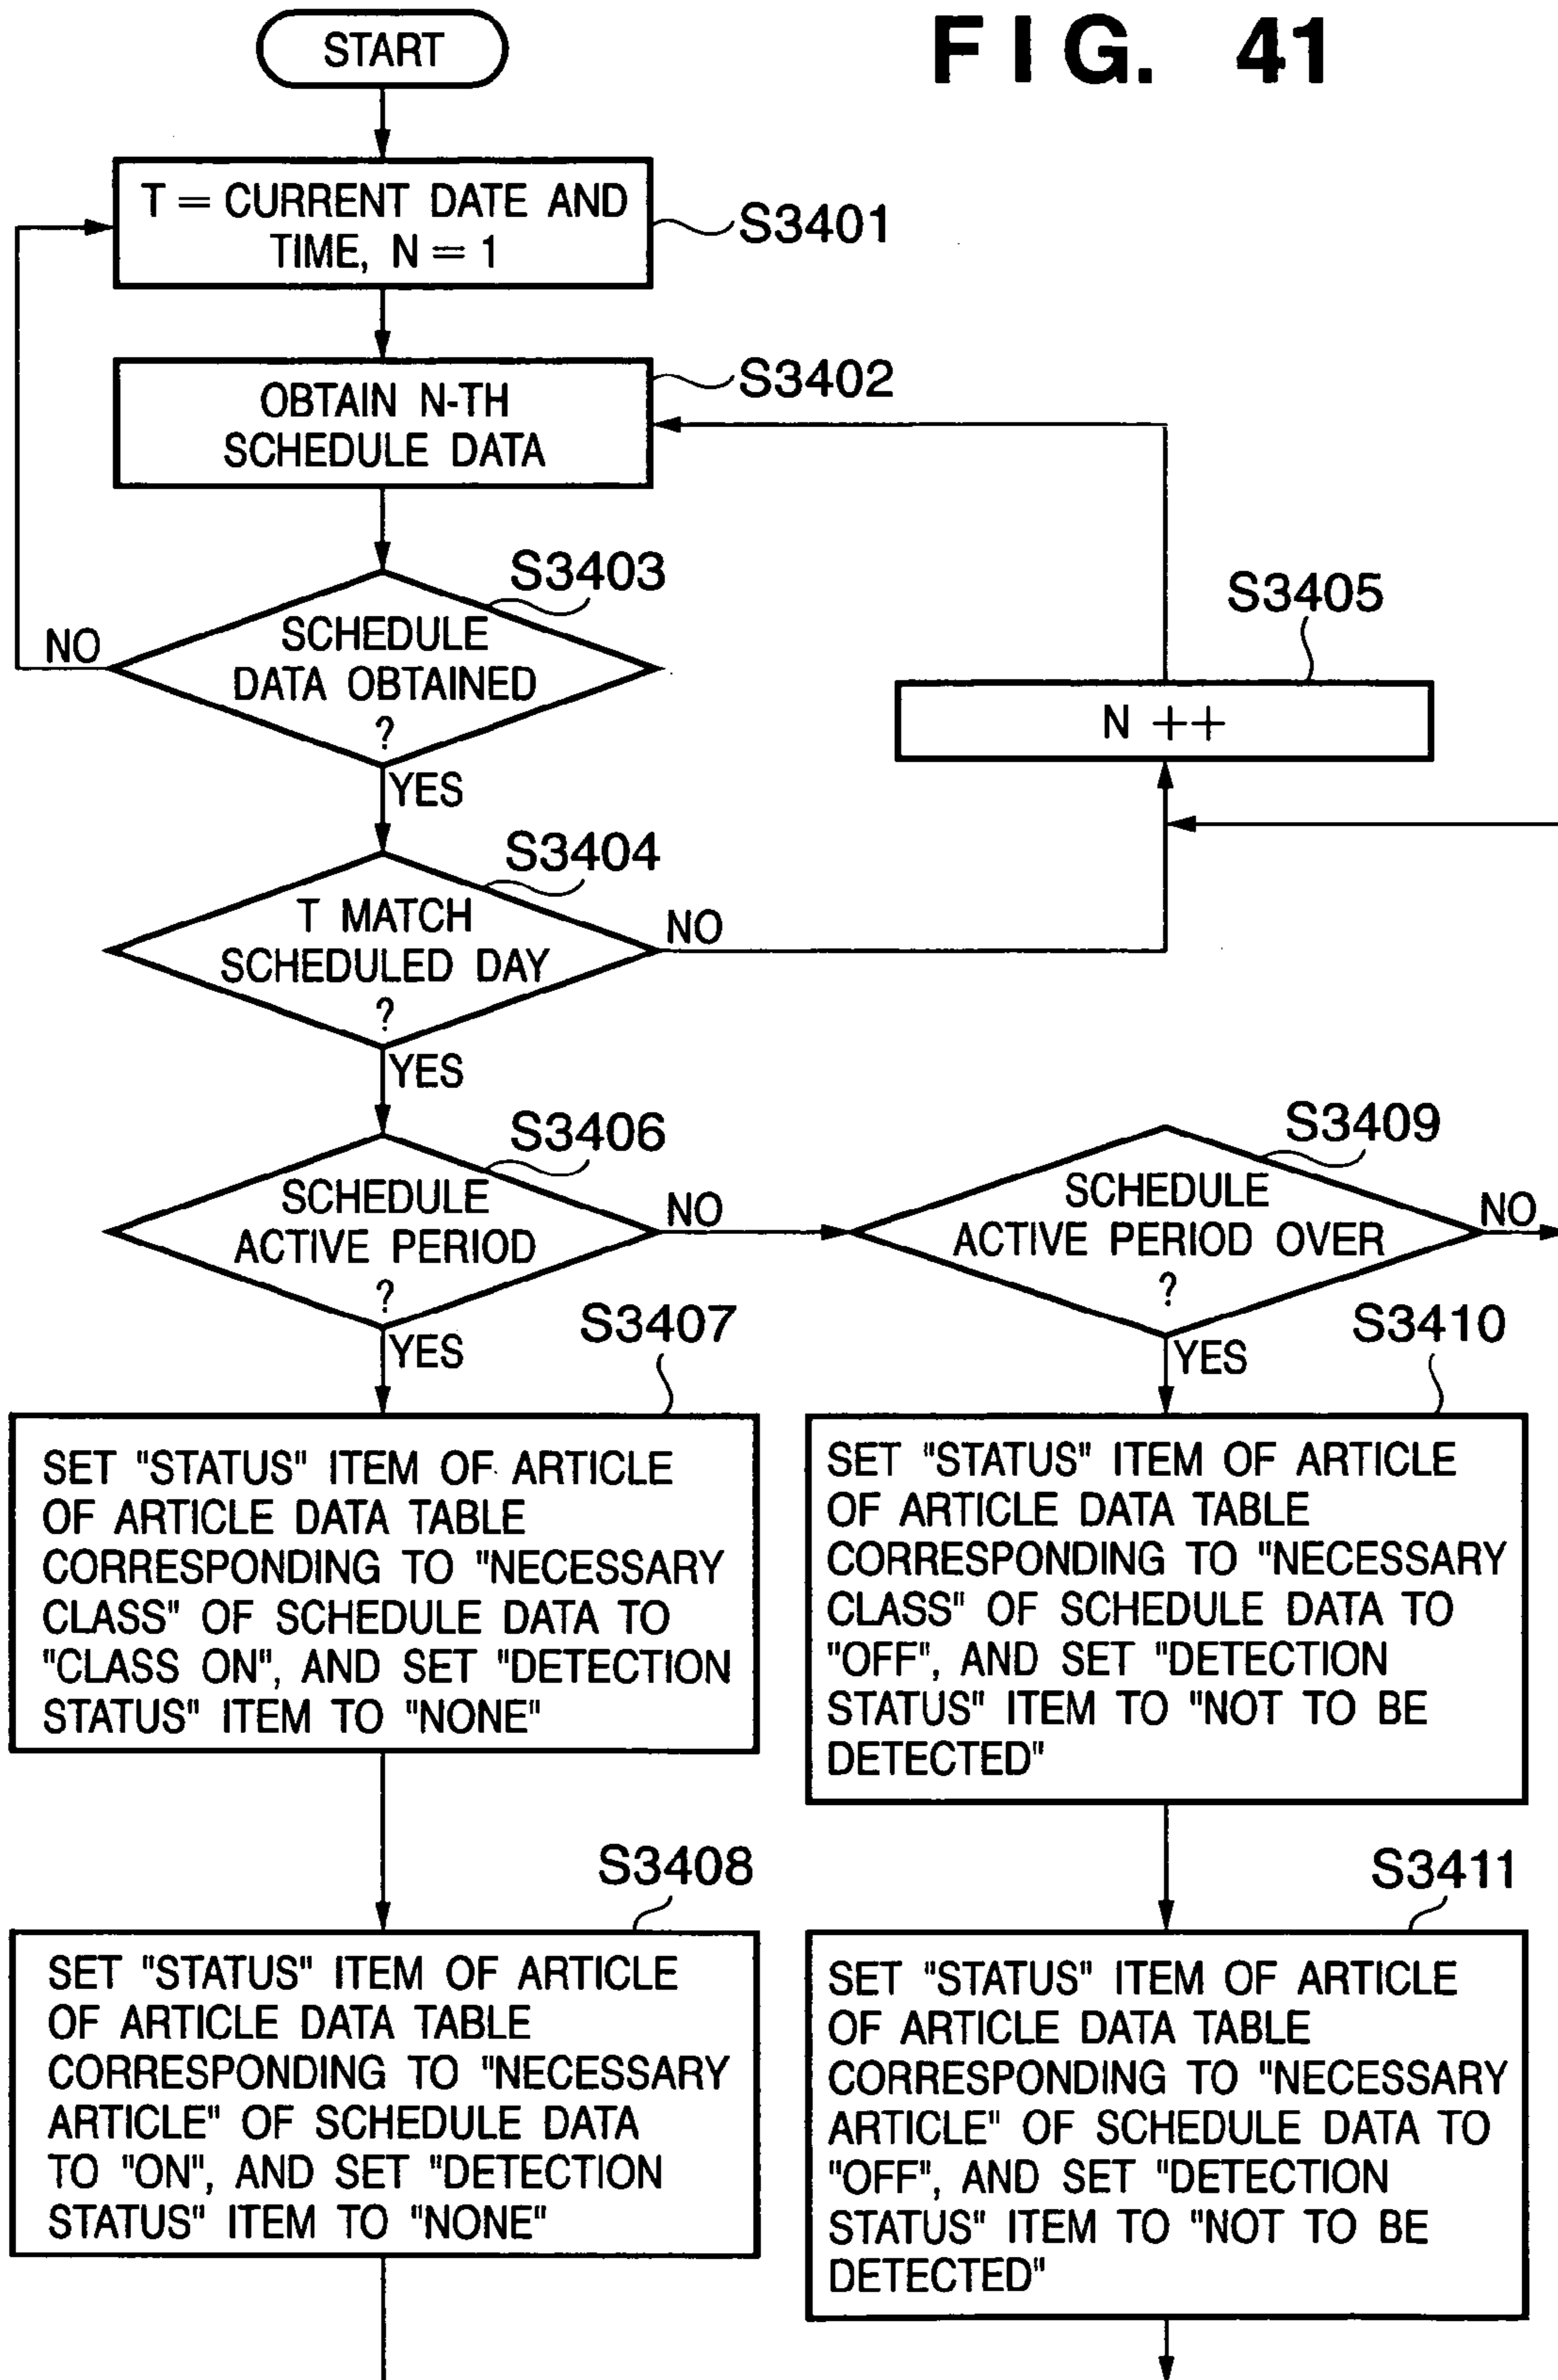 FIG. 41
START
T = CURRENT DATE AND
TIME, N = 1
S3401
OBTAIN N-TH
SCHEDULE DATA
S3402
S3403
SCHEDULE
DATA OBTAINED
?
NO
YES
S3405
N ++
S3404
T MATCH
SCHEDULED DAY
?
NO
YES
S3406
SCHEDULE
ACTIVE PERIOD
?
NO
YES
S3409
SCHEDULE
ACTIVE PERIOD OVER
?
NO
YES
S3407
SET "STATUS" ITEM OF ARTICLE
OF ARTICLE DATA TABLE
CORRESPONDING TO "NECESSARY
CLASS" OF SCHEDULE DATA TO
"CLASS ON", AND SET "DETECTION
STATUS" ITEM TO "NONE"
S3410
SET "STATUS" ITEM OF ARTICLE
OF ARTICLE DATA TABLE
CORRESPONDING TO "NECESSARY
CLASS" OF SCHEDULE DATA TO
"OFF", AND SET "DETECTION
STATUS" ITEM TO "NOT TO BE
DETECTED"
S3408
SET "STATUS" ITEM OF ARTICLE
OF ARTICLE DATA TABLE
CORRESPONDING TO "NECESSARY
ARTICLE" OF SCHEDULE DATA
TO "ON", AND SET "DETECTION
STATUS" ITEM TO "NONE"
S3411
SET "STATUS" ITEM OF ARTICLE
OF ARTICLE DATA TABLE
CORRESPONDING TO "NECESSARY
ARTICLE" OF SCHEDULE DATA TO
"OFF", AND SET "DETECTION
STATUS" ITEM TO "NOT TO BE
DETECTED"